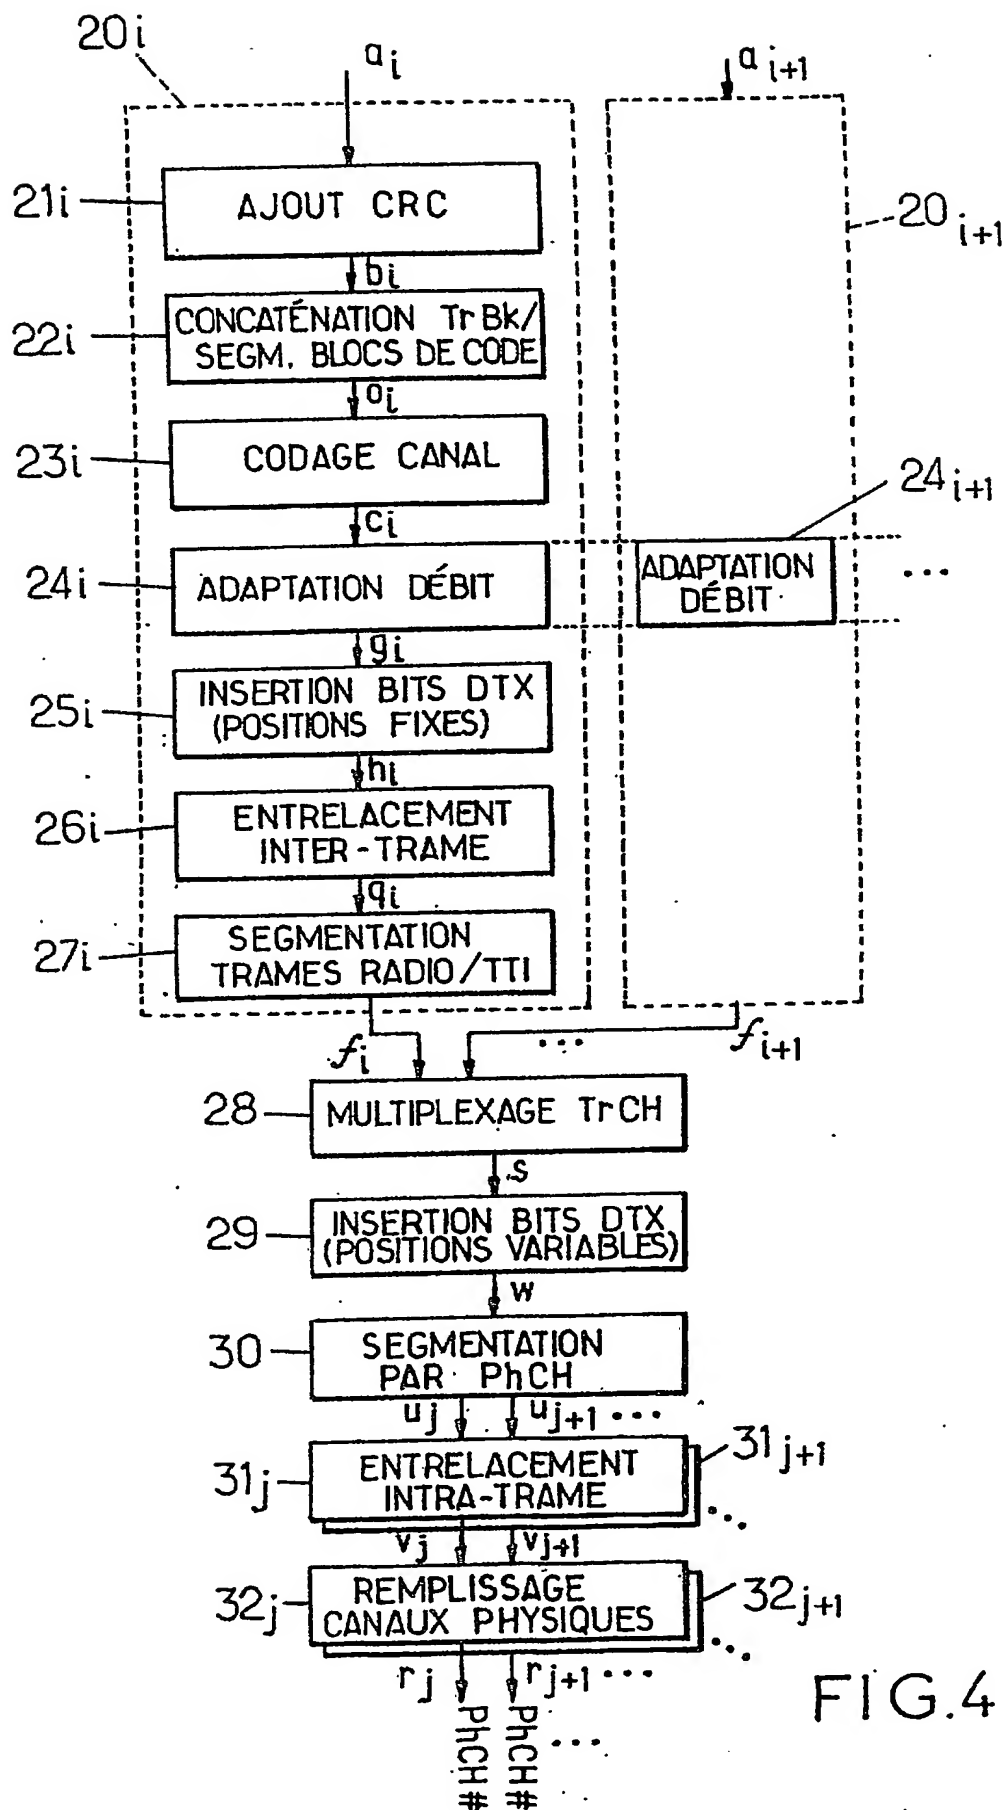 20i
ai
ai+1
21i
AJOUT CRC
20i+1
bi
22i
CONCATÉNATION TrBk/
SEGM. BLOCS DE CODE
oi
23i
CODAGE CANAL
24i+1
ci
24i
ADAPTATION DÉBIT
ADAPTATION
DÉBIT
...
gi
25i
INSERTION BITS DTX
(POSITIONS FIXES)
hi
26i
ENTRELACEMENT
INTER-TRAME
qi
27i
SEGMENTATION
TRAMES RADIO/TTI
fi
...
fi+1
28
MULTIPLEXAGE TrCH
s
29
INSERTION BITS DTX
(POSITIONS VARIABLES)
w
30
SEGMENTATION
PAR PhCH
uj
uj+1 ...
31j
ENTRELACEMENT
INTRA-TRAME
31j+1
...
vj
vj+1
32j
REMPLISSAGE
CANAUX PHYSIQUES
32j+1
...
rj
rj+1 ...
PhCH#
PhCH#
...
FIG.4